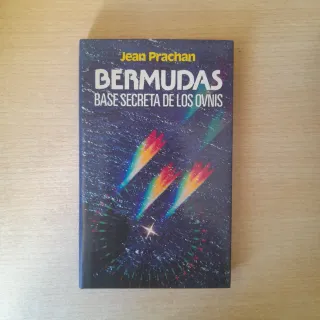 Jean Prachan
BERMUDAS
BASE SECRETA DE LOS OVNIS